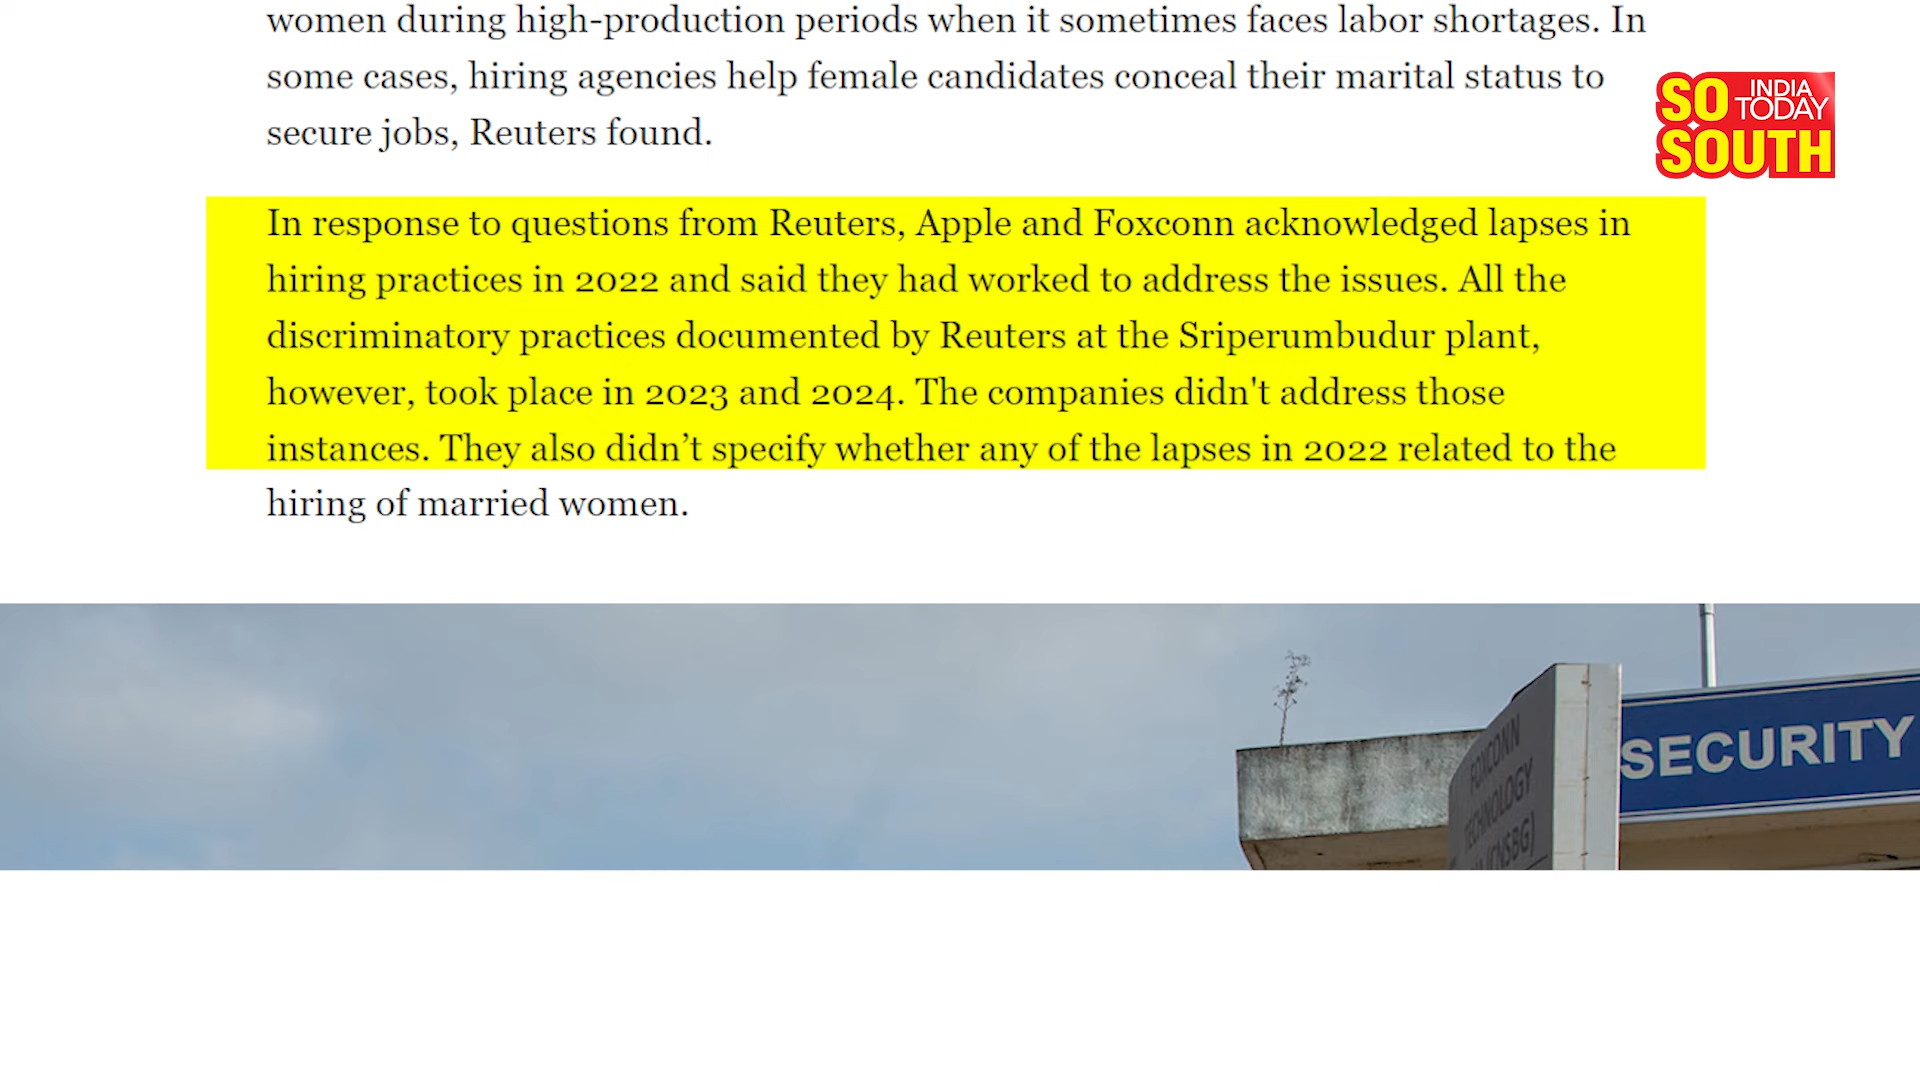 women during high-production periods when it sometimes faces labor shortages. In
some cases, hiring agencies help female candidates conceal their marital status to
secure jobs, Reuters found.
SO
INDIA
TODAY
SOUTH
In response to questions from Reuters, Apple and Foxconn acknowledged lapses in
hiring practices in 2022 and said they had worked to address the issues. All the
discriminatory practices documented by Reuters at the Sriperumbudur plant,
however, took place in 2023 and 2024. The companies didn't address those
instances. They also didn’t specify whether any of the lapses in 2022 related to the
hiring of married women.
SECURITY
FOXCONN
TECHNOLOGY